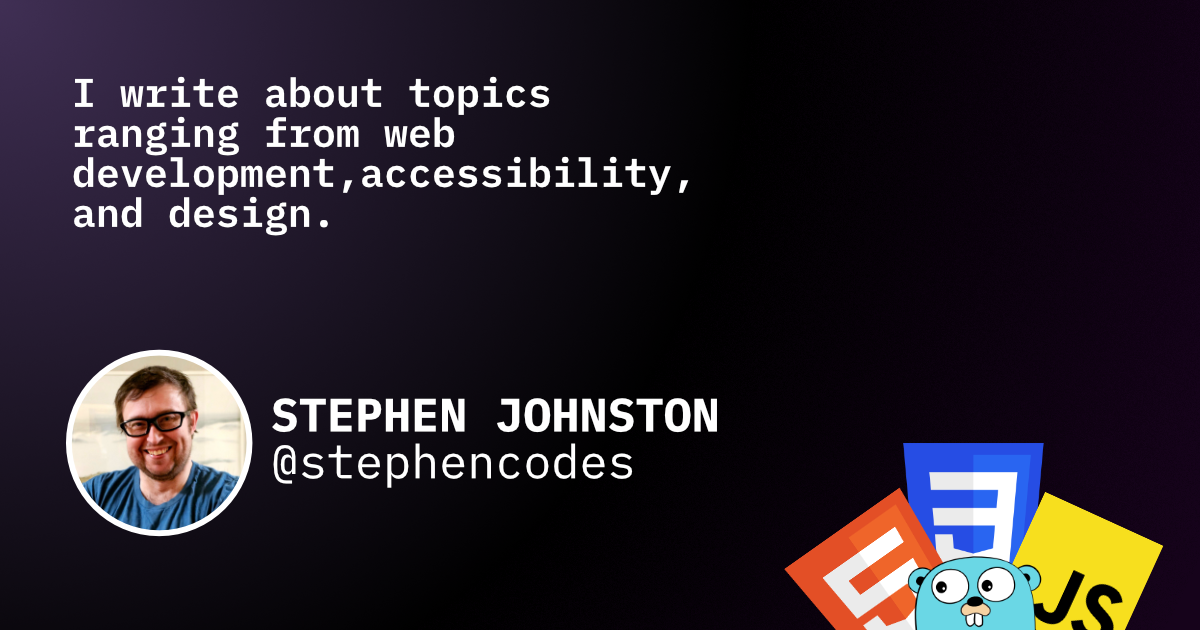 I write about topics
ranging from web
development,accessibility,
and design.
STEPHEN JOHNSTON
@stephencodes
JS